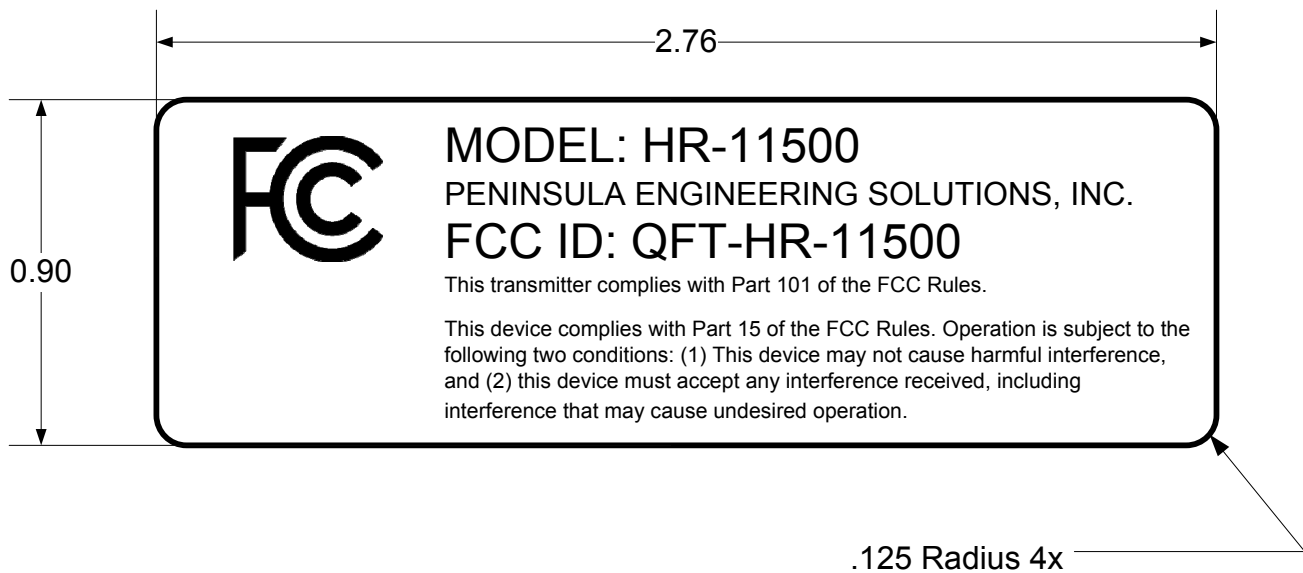 2.76
0.90
FCC
MODEL: HR-11500
PENINSULA ENGINEERING SOLUTIONS, INC.
FCC ID: QFT-HR-11500
This transmitter complies with Part 101 of the FCC Rules.
This device complies with Part 15 of the FCC Rules. Operation is subject to the
following two conditions: (1) This device may not cause harmful interference,
and (2) this device must accept any interference received, including
interference that may cause undesired operation.
.125 Radius 4x